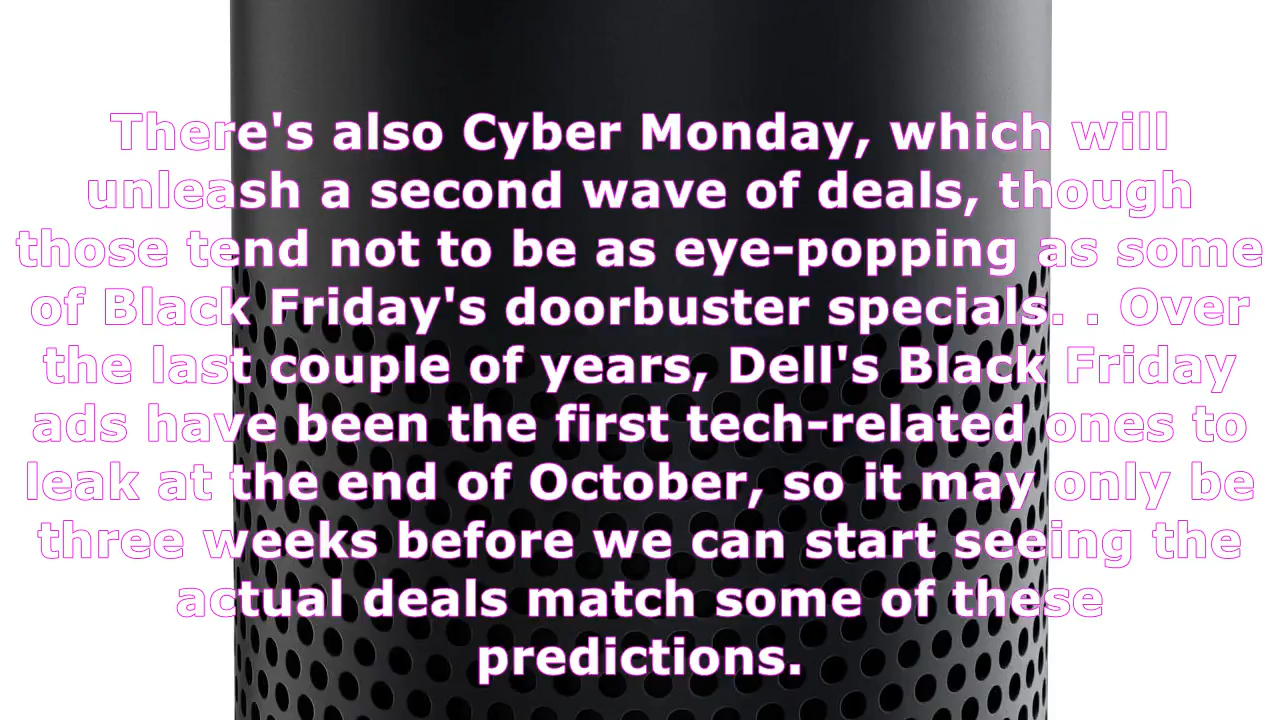 There's also Cyber Monday, which will
unleash a second wave of deals, though
those tend not to be as eye-popping as some
of Black Friday's doorbuster specials. . Over
the last couple of years, Dell's Black Friday
ads have been the first tech-related ones to
leak at the end of October, so it may only be
three weeks before we can start seeing the
actual deals match some of these
predictions.